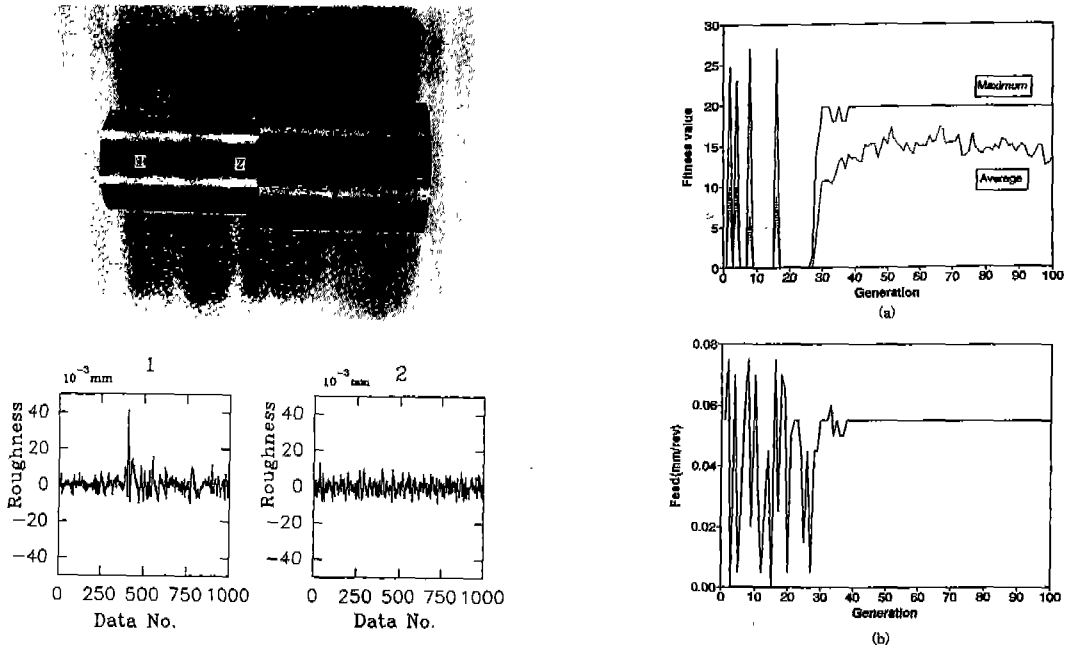 1
2
1
10⁻³mm
Roughness
40
20
0
−20
−40
0 250 500 750 1000
Data No.
2
10⁻³mm
Roughness
40
20
0
−20
−40
0 250 500 750 1000
Data No.
30
25
20
15
10
5
0
Fitness value
Maximum
Average
0 10 20 30 40 50 60 70 80 90 100
Generation
(a)
0.08
0.06
0.04
0.02
0.00
Feed(mm/rev)
0 10 20 30 40 50 60 70 80 90 100
Generation
(b)